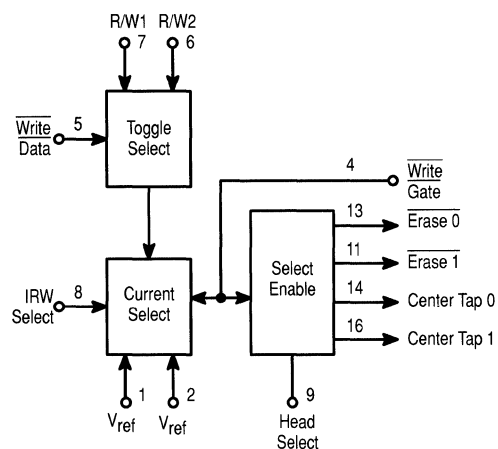 R/W1 R/W2
7 6
Write
Data
5
Toggle
Select
4
Write
Gate
13
Erase 0
11
Erase 1
14
Center Tap 0
16
Center Tap 1
Select
Enable
IRW
Select
8
Current
Select
1 2
Vref Vref
9
Head
Select